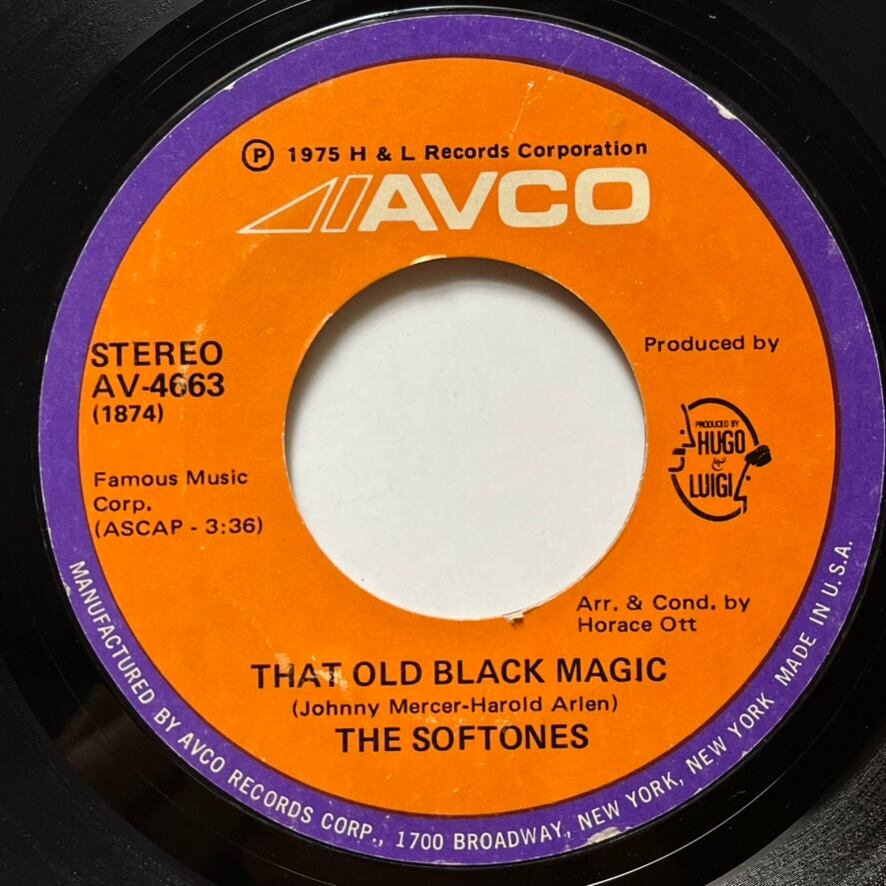 Ⓟ 1975 H & L Records Corporation
AVCO
STEREO
AV-4663
(1874)
Famous Music
Corp.
(ASCAP - 3:36)
Produced by
PRODUCED BY
HUGO
&
LUIGI
Arr. & Cond. by
Horace Ott
THAT OLD BLACK MAGIC
(Johnny Mercer-Harold Arlen)
THE SOFTONES
MANUFACTURED BY AVCO RECORDS CORP., 1700 BROADWAY, NEW YORK, NEW YORK MADE IN U.S.A.